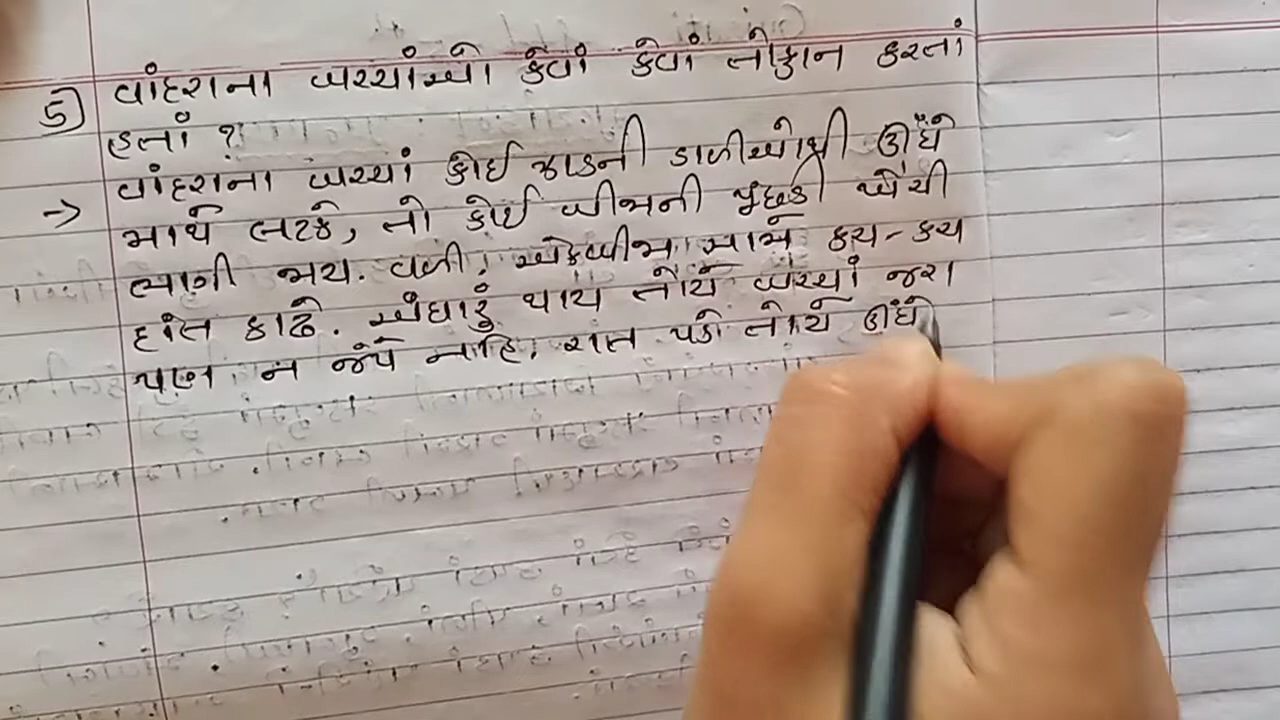 5) વાંદરાના બચ્ચાંઓ કેવાં કેવાં તોફાન કરતાં
હતાં ?
→ વાંદરાના બચ્ચાં કોઈ ઝાડની ડાળીઓથી ઊંધે
માથે લટકે, તો કોઈ બીજાની પૂંછડી ખેંચી
ભાગી જાય. વળી, એકબીજા સામે કચ-કચ
દાંત કાઢે. અંધારું થાય તોયે બચ્ચાં જરા
પણ ન જંપે નહિ. રાત પડે તોયે ઊંઘે